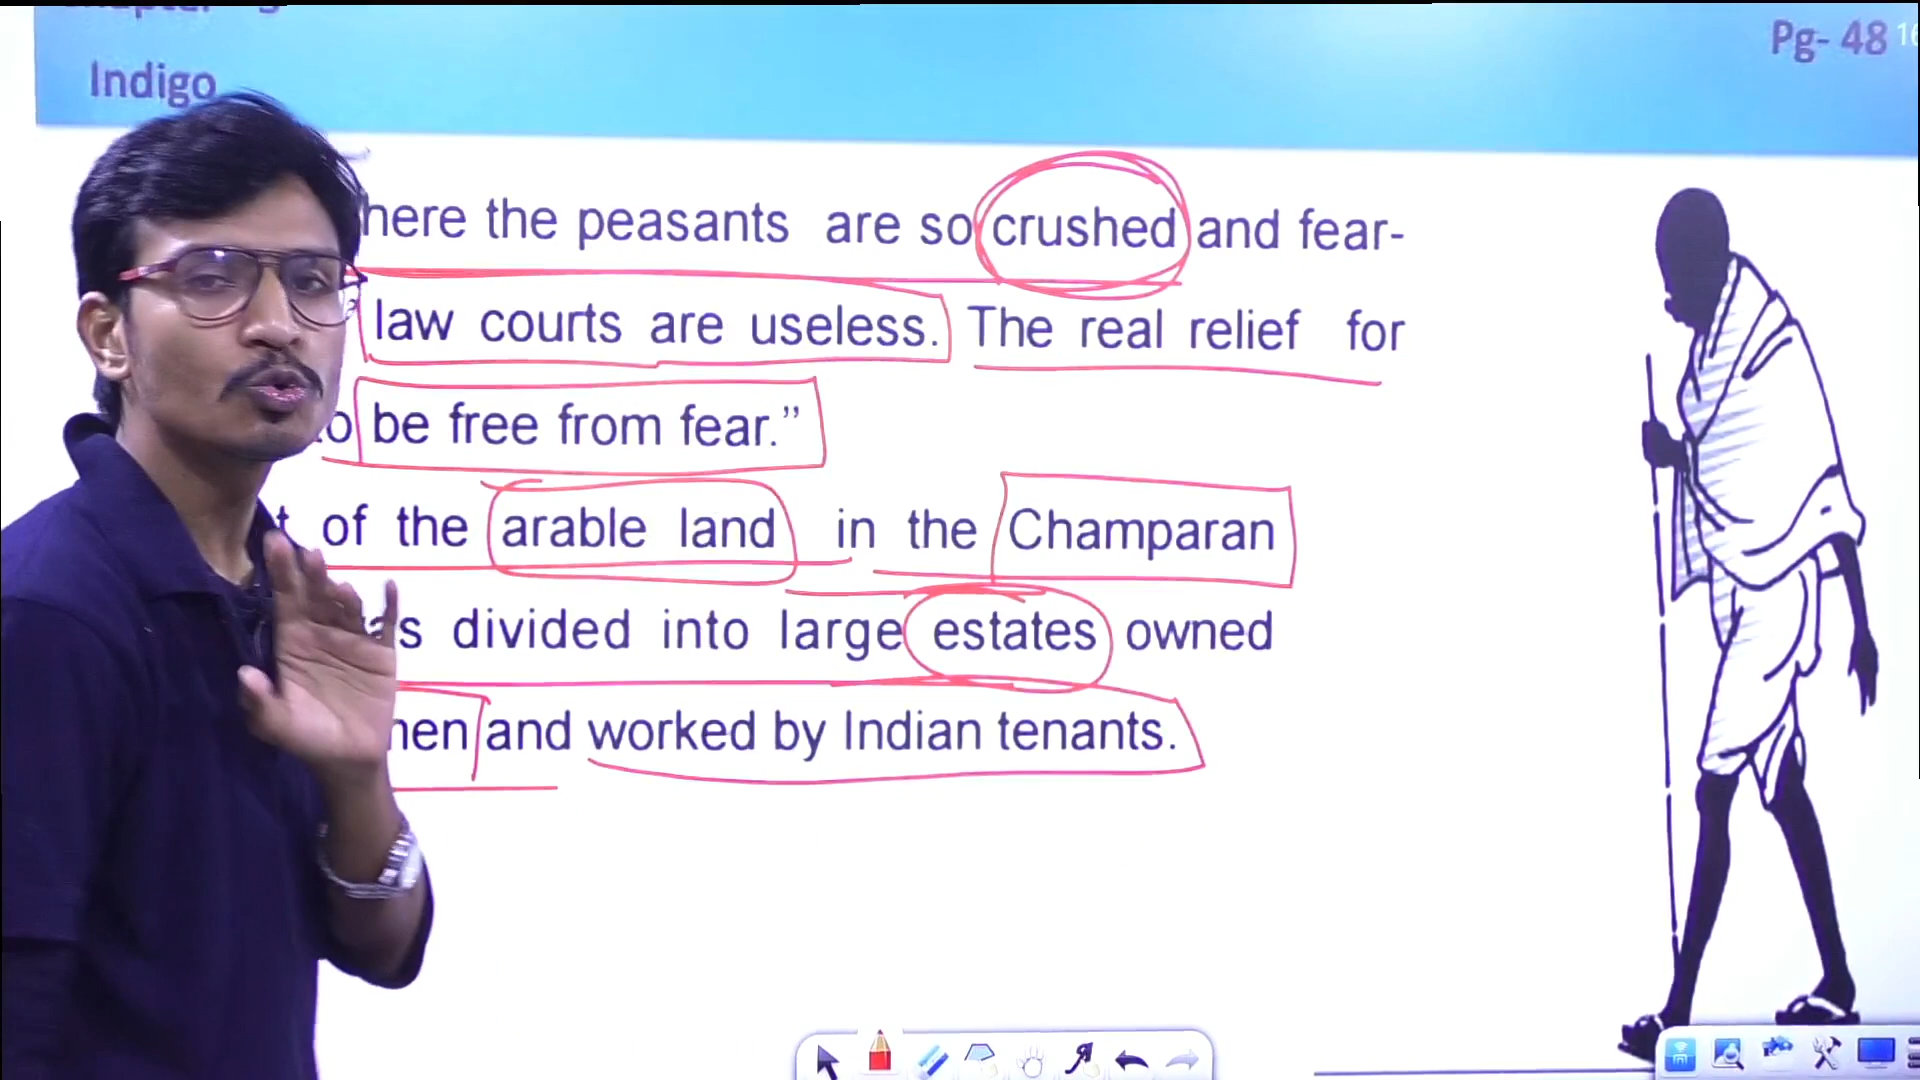 Indigo
Pg- 48
here the peasants are so crushed and fear-
law courts are useless. The real relief for
be free from fear.”
of the arable land in the Champaran
divided into large estates owned
and worked by Indian tenants.